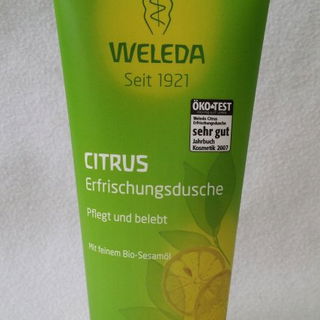 WELEDA
Seit 1921
ÖKO-TEST
Weleda Citrus
Erfrischungsdusche
sehr gut
Jahrbuch
Kosmetik 2007
CITRUS
Erfrischungsdusche
Pflegt und belebt
Mit feinem Bio-Sesamöl